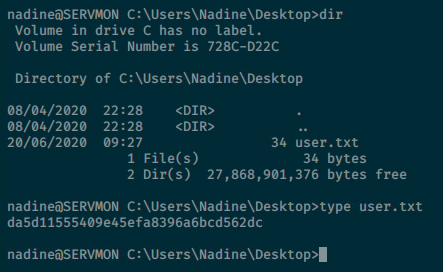 nadine@SERVMON C:\Users\Nadine\Desktop>dir
Volume in drive C has no label.
Volume Serial Number is 728C-D22C
Directory of C:\Users\Nadine\Desktop
08/04/2020  22:28    <DIR>          .
08/04/2020  22:28    <DIR>          ..
20/06/2020  09:27                34 user.txt
1 File(s)             34 bytes
2 Dir(s)  27,868,901,376 bytes free
nadine@SERVMON C:\Users\Nadine\Desktop>type user.txt
da5d11555409e45efa8396a6bcd562dc
nadine@SERVMON C:\Users\Nadine\Desktop>